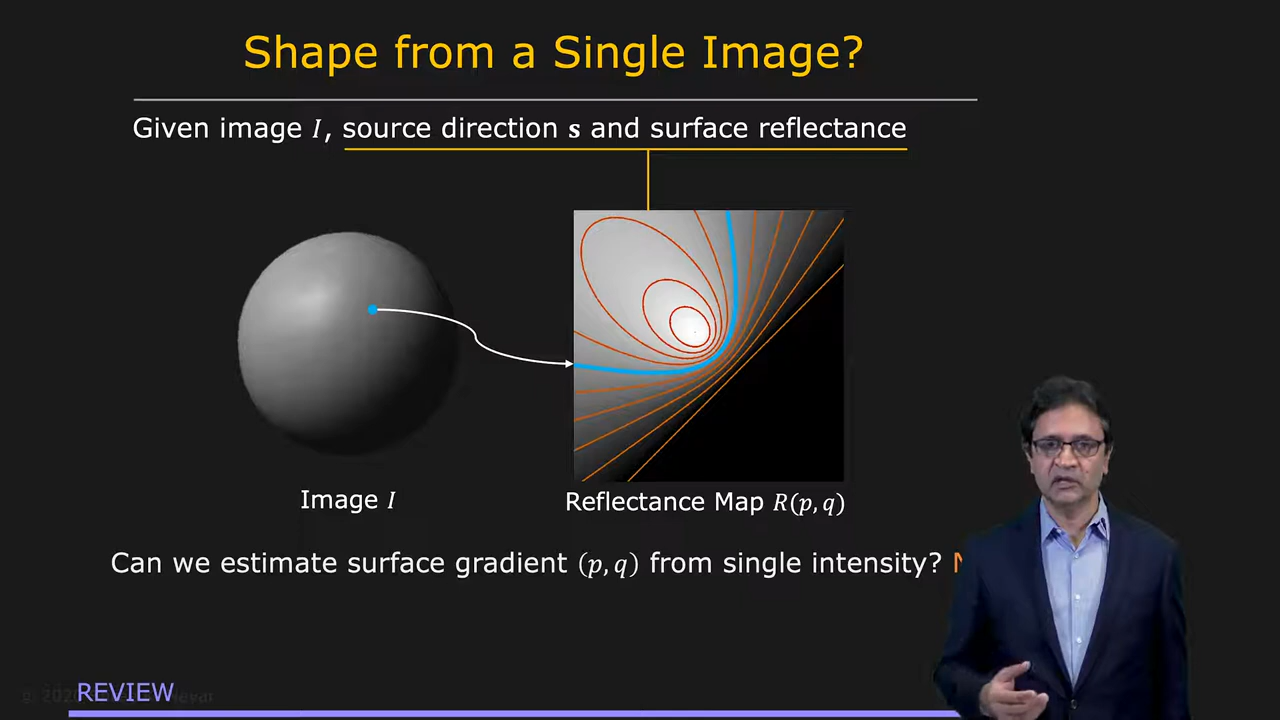 Shape from a Single Image?
Given image I, source direction s and surface reflectance
Image I
Reflectance Map R(p, q)
Can we estimate surface gradient (p, q) from single intensity?
REVIEW